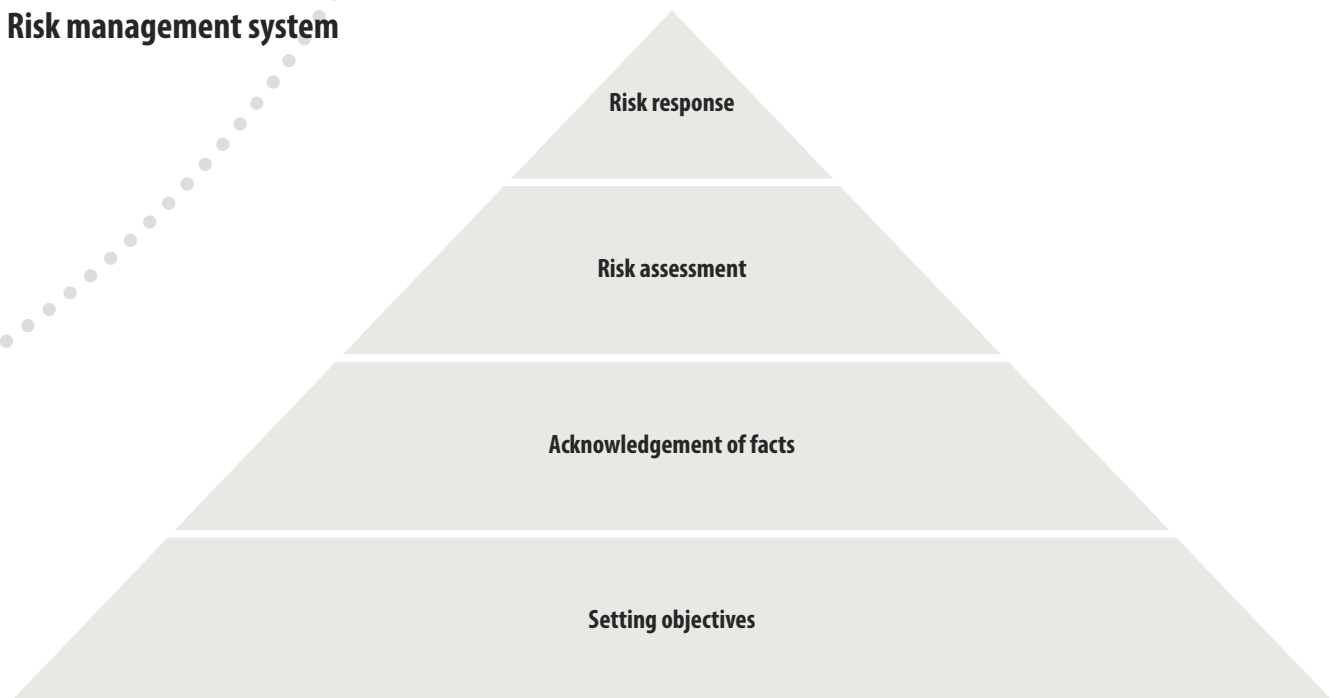 Risk management system
Risk response
Risk assessment
Acknowledgement of facts
Setting objectives